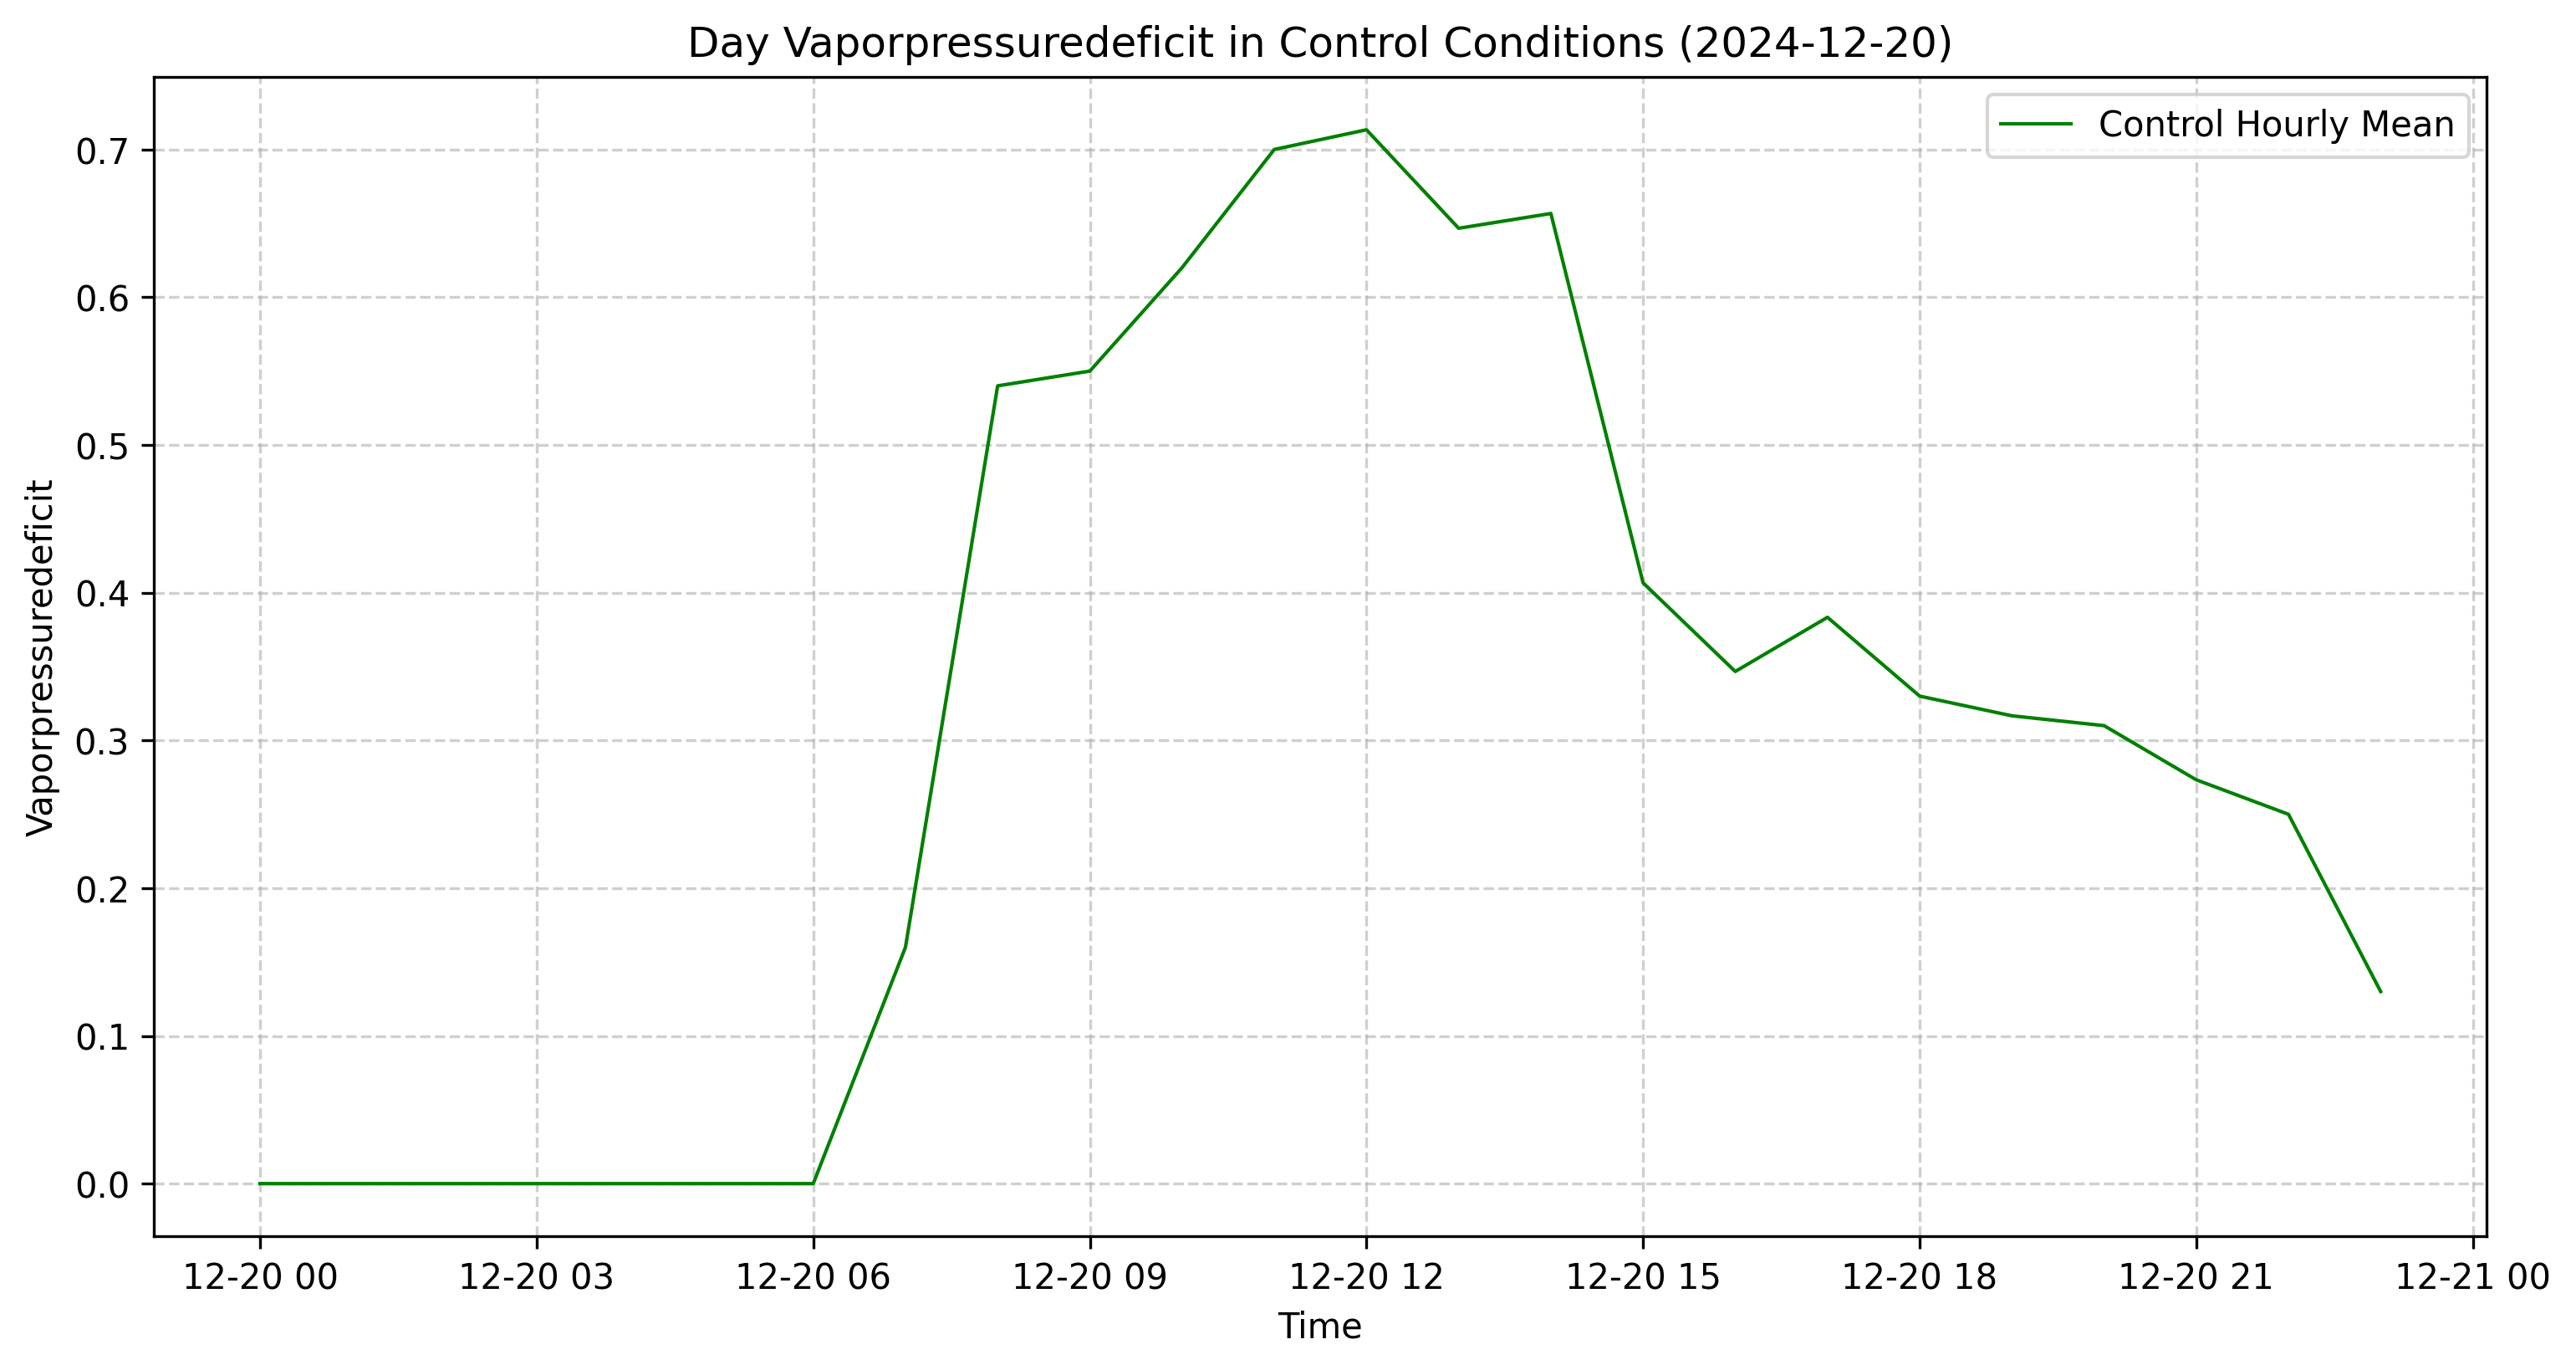 Day Vaporpressuredeficit in Control Conditions (2024-12-20)
Control Hourly Mean
Vaporpressuredeficit
0.7
0.6
0.5
0.4
0.3
0.2
0.1
0.0
12-20 00 12-20 03 12-20 06 12-20 09 12-20 12 12-20 15 12-20 18 12-20 21 12-21 00
Time